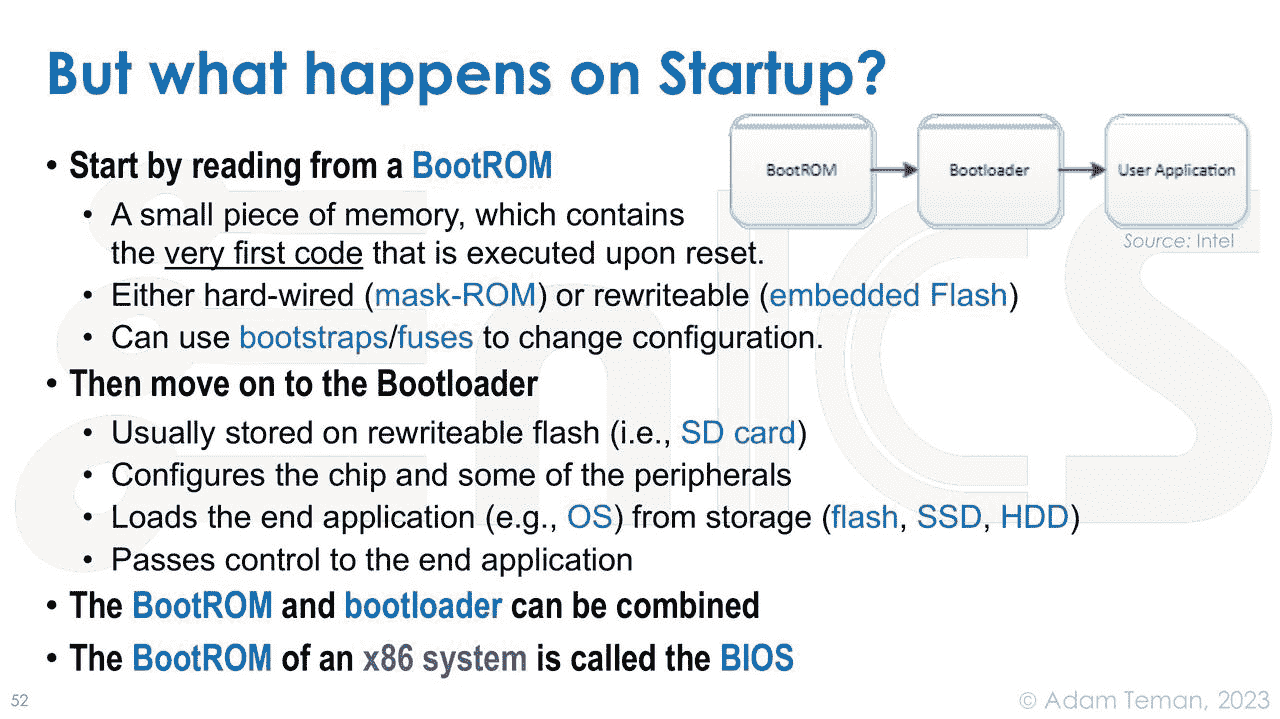 But what happens on Startup?
• Start by reading from a BootROM
• A small piece of memory, which contains
the very first code that is executed upon reset.
• Either hard-wired (mask-ROM) or rewriteable (embedded Flash)
• Can use bootstraps/fuses to change configuration.
• Then move on to the Bootloader
• Usually stored on rewriteable flash (i.e., SD card)
• Configures the chip and some of the peripherals
• Loads the end application (e.g., OS) from storage (flash, SSD, HDD)
• Passes control to the end application
• The BootROM and bootloader can be combined
• The BootROM of an x86 system is called the BIOS
BootROM
Bootloader
User Application
Source: Intel
EnICS
52
© Adam Teman, 2023